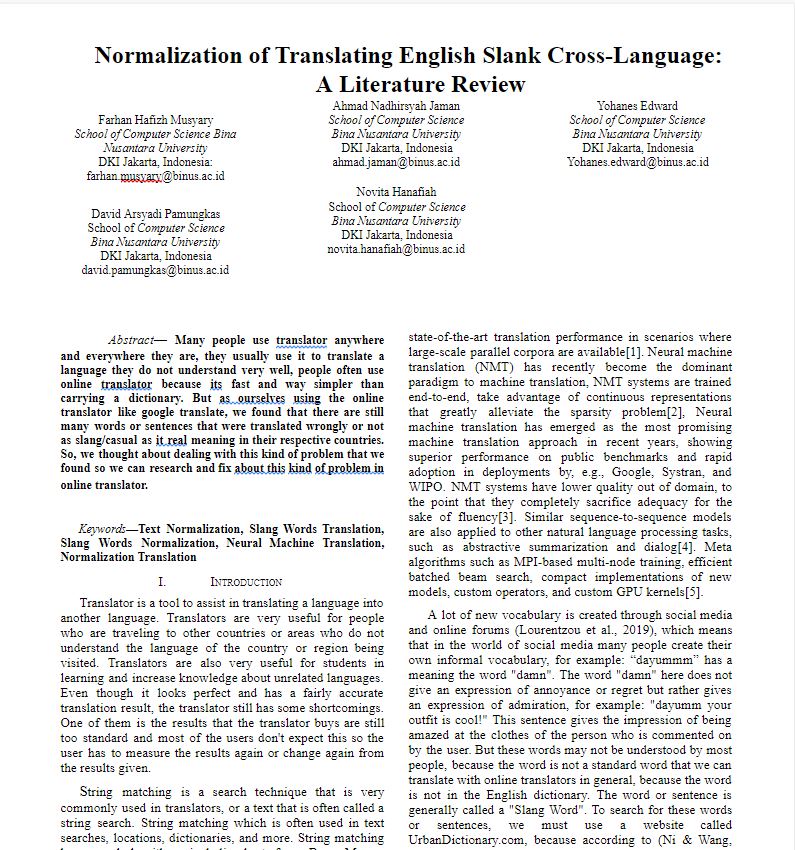 Normalization of Translating English Slank Cross-Language:
A Literature Review
Farhan Hafizh Musyary
School of Computer Science Bina
Nusantara University
DKI Jakarta, Indonesia:
farhan.musyary@binus.ac.id
Ahmad Nadhirsyah Jaman
School of Computer Science
Bina Nusantara University
DKI Jakarta, Indonesia
ahmad.jaman@binus.ac.id
Yohanes Edward
School of Computer Science
Bina Nusantara University
DKI Jakarta, Indonesia
Yohanes.edward@binus.ac.id
David Arsyadi Pamungkas
School of Computer Science
Bina Nusantara University
DKI Jakarta, Indonesia
david.pamungkas@binus.ac.id
Novita Hanafiah
School of Computer Science
Bina Nusantara University
DKI Jakarta, Indonesia
novita.hanafiah@binus.ac.id
Abstract— Many people use translator anywhere
and everywhere they are, they usually use it to translate a
language they do not understand very well, people often use
online translator because its fast and way simpler than
carrying a dictionary. But as ourselves using the online
translator like google translate, we found that there are still
many words or sentences that were translated wrongly or not
as slang/casual as it real meaning in their respective countries.
So, we thought about dealing with this kind of problem that we
found so we can research and fix about this kind of problem in
online translator.
Keywords—Text Normalization, Slang Words Translation,
Slang Words Normalization, Neural Machine Translation,
Normalization Translation
I. INTRODUCTION
Translator is a tool to assist in translating a language into
another language. Translators are very useful for people
who are traveling to other countries or areas who do not
understand the language of the country or region being
visited. Translators are also very useful for students in
learning and increase knowledge about unrelated languages.
Even though it looks perfect and has a fairly accurate
translation result, the translator still has some shortcomings.
One of them is the results that the translator buys are still
too standard and most of the users don't expect this so the
user has to measure the results again or change again from
the results given.
String matching is a search technique that is very
commonly used in translators, or a text that is often called a
string search. String matching which is often used in text
searches, locations, dictionaries, and more. String matching
state-of-the-art translation performance in scenarios where
large-scale parallel corpora are available[1]. Neural machine
translation (NMT) has recently become the dominant
paradigm to machine translation, NMT systems are trained
end-to-end, take advantage of continuous representations
that greatly alleviate the sparsity problem[2], Neural
machine translation has emerged as the most promising
machine translation approach in recent years, showing
superior performance on public benchmarks and rapid
adoption in deployments by, e.g., Google, Systran, and
WIPO. NMT systems have lower quality out of domain, to
the point that they completely sacrifice adequacy for the
sake of fluency[3]. Similar sequence-to-sequence models
are also applied to other natural language processing tasks,
such as abstractive summarization and dialog[4]. Meta
algorithms such as MPI-based multi-node training, efficient
batched beam search, compact implementations of new
models, custom operators, and custom GPU kernels[5].
A lot of new vocabulary is created through social media
and online forums (Lourentzou et al., 2019), which means
that in the world of social media many people create their
own informal vocabulary, for example: “dayummm” has a
meaning the word "damn". The word "damn" here does not
give an expression of annoyance or regret but rather gives
an expression of admiration, for example: "dayumm your
outfit is cool!" This sentence gives the impression of being
amazed at the clothes of the person who is commented on
by the user. But these words may not be understood by most
people, because the word is not a standard word that we can
translate with online translators in general, because the word
is not in the English dictionary. The word or sentence is
generally called a "Slang Word". To search for these words
or sentences, we must use a website called
UrbanDictionary.com, because according to (Ni & Wang,